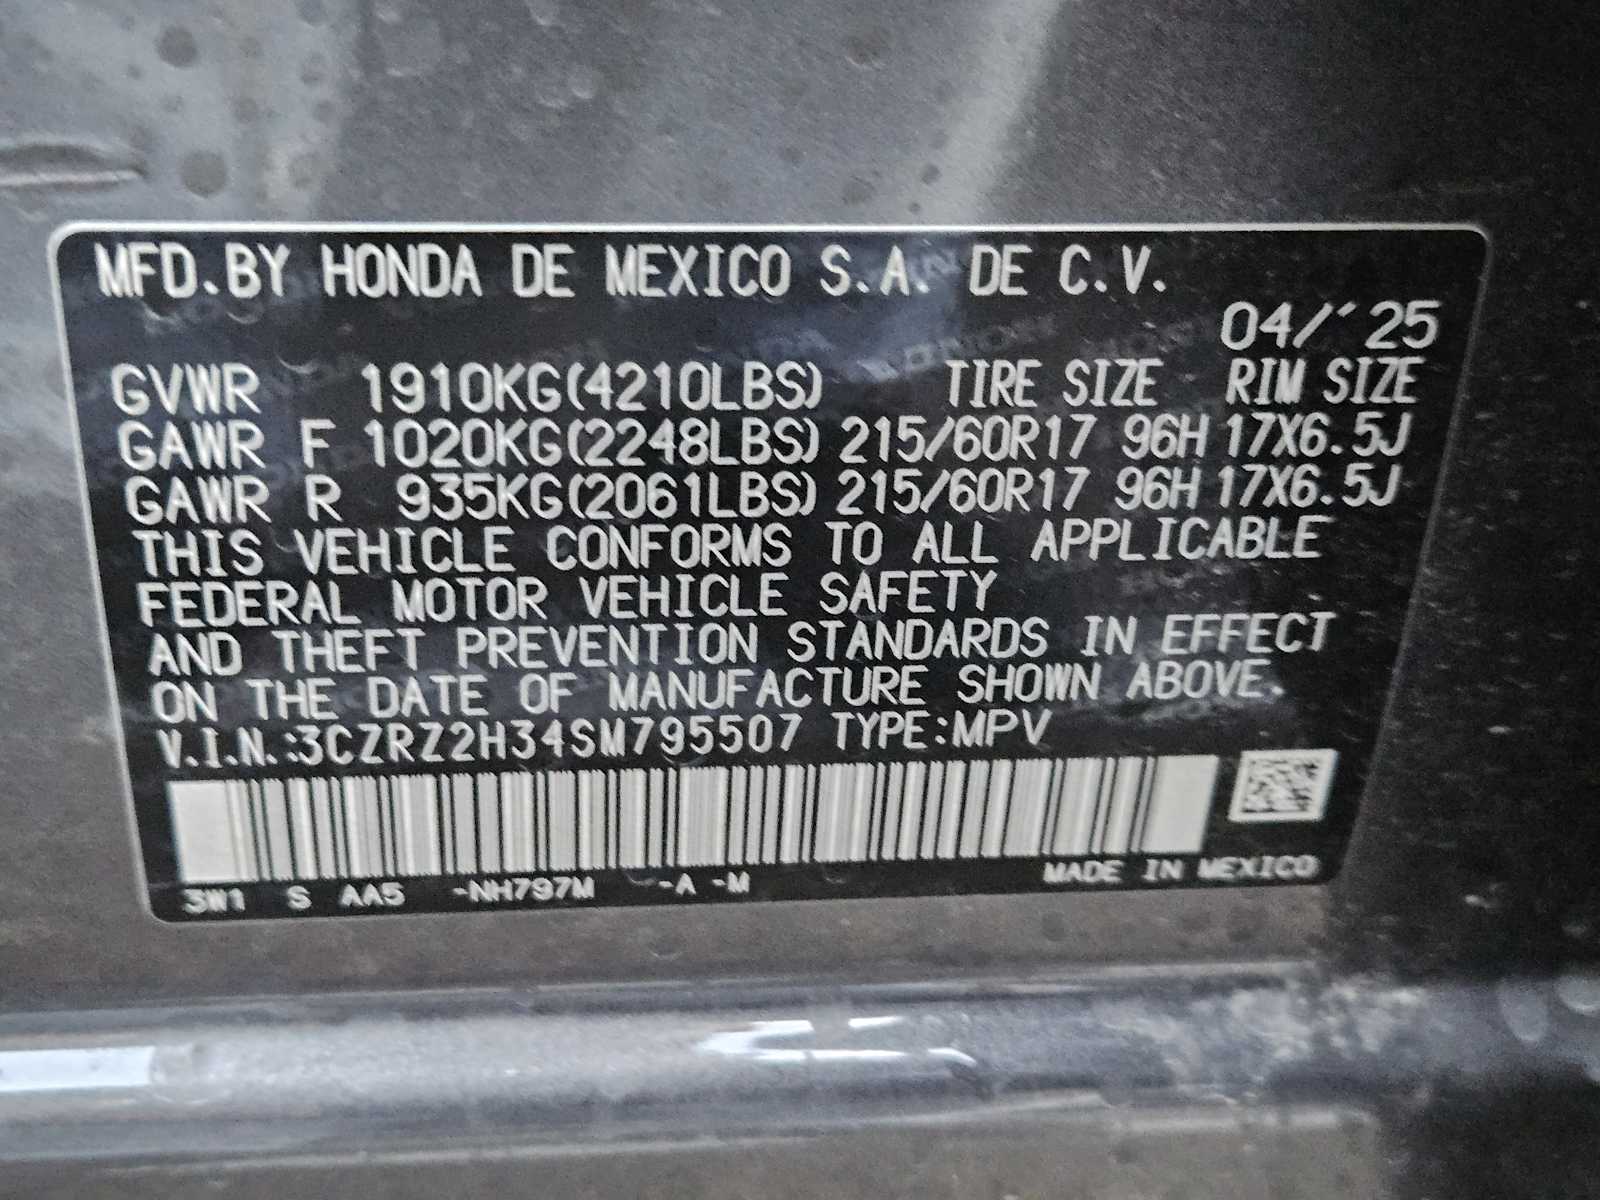 MFD.BY HONDA DE MEXICO S.A. DE C.V.
04/'25
GVWR 1910KG(4210LBS) TIRE SIZE RIM SIZE
GAWR F 1020KG(2248LBS) 215/60R17 96H 17X6.5J
GAWR R 935KG(2061LBS) 215/60R17 96H 17X6.5J
THIS VEHICLE CONFORMS TO ALL APPLICABLE
FEDERAL MOTOR VEHICLE SAFETY
AND THEFT PREVENTION STANDARDS IN EFFECT
ON THE DATE OF MANUFACTURE SHOWN ABOVE.
V.I.N.:3CZRZ2H34SM795507 TYPE:MPV
3W1 S AA5 -NH797M -A -M MADE IN MEXICO